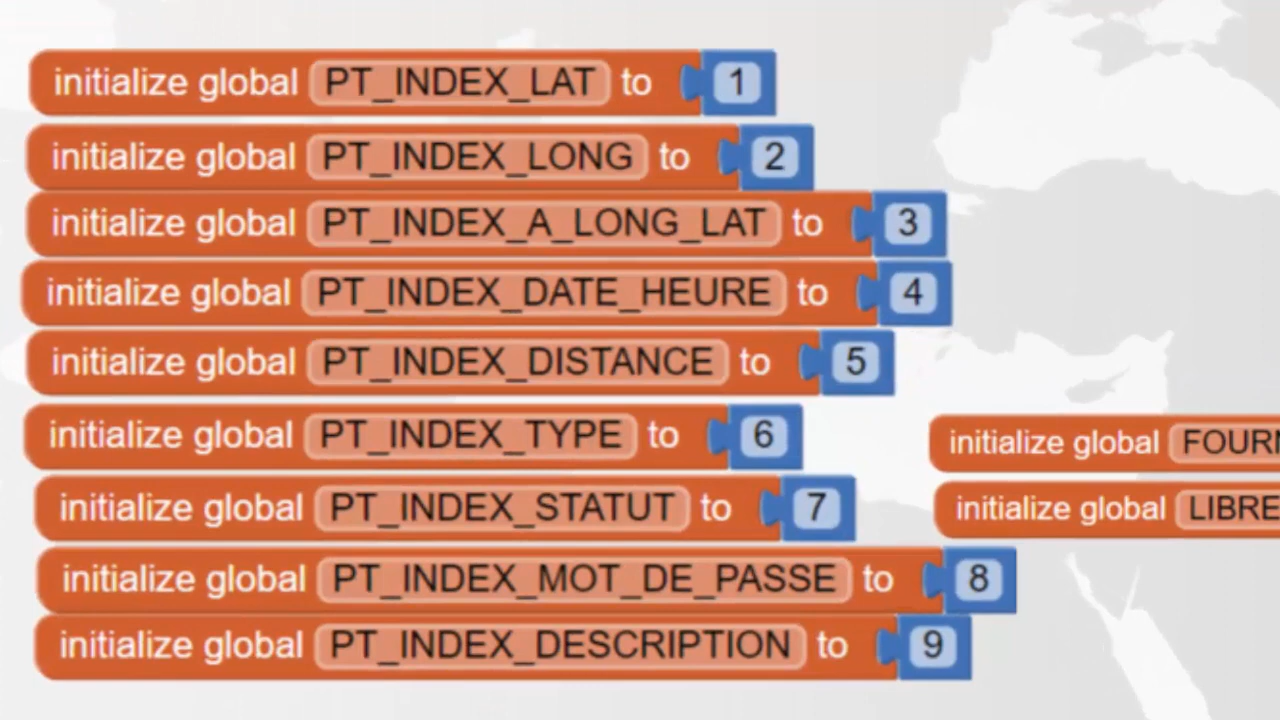 initialize global PT_INDEX_LAT to 1
initialize global PT_INDEX_LONG to 2
initialize global PT_INDEX_A_LONG_LAT to 3
initialize global PT_INDEX_DATE_HEURE to 4
initialize global PT_INDEX_DISTANCE to 5
initialize global PT_INDEX_TYPE to 6
initialize global PT_INDEX_STATUT to 7
initialize global PT_INDEX_MOT_DE_PASSE to 8
initialize global PT_INDEX_DESCRIPTION to 9
initialize global
initialize global LIBRE